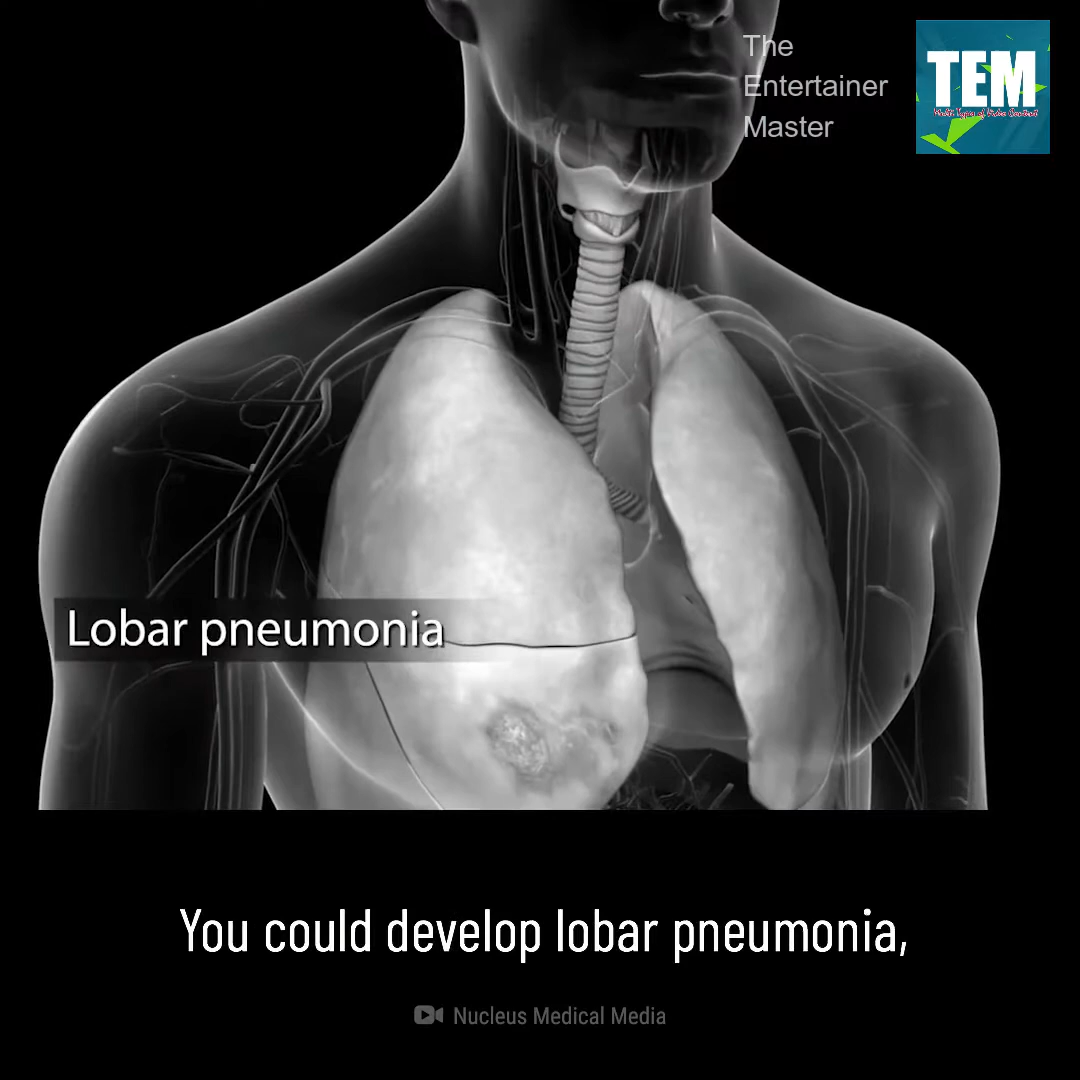 The
Entertainer
Master
TEM
Lobar pneumonia
You could develop lobar pneumonia,
Nucleus Medical Media